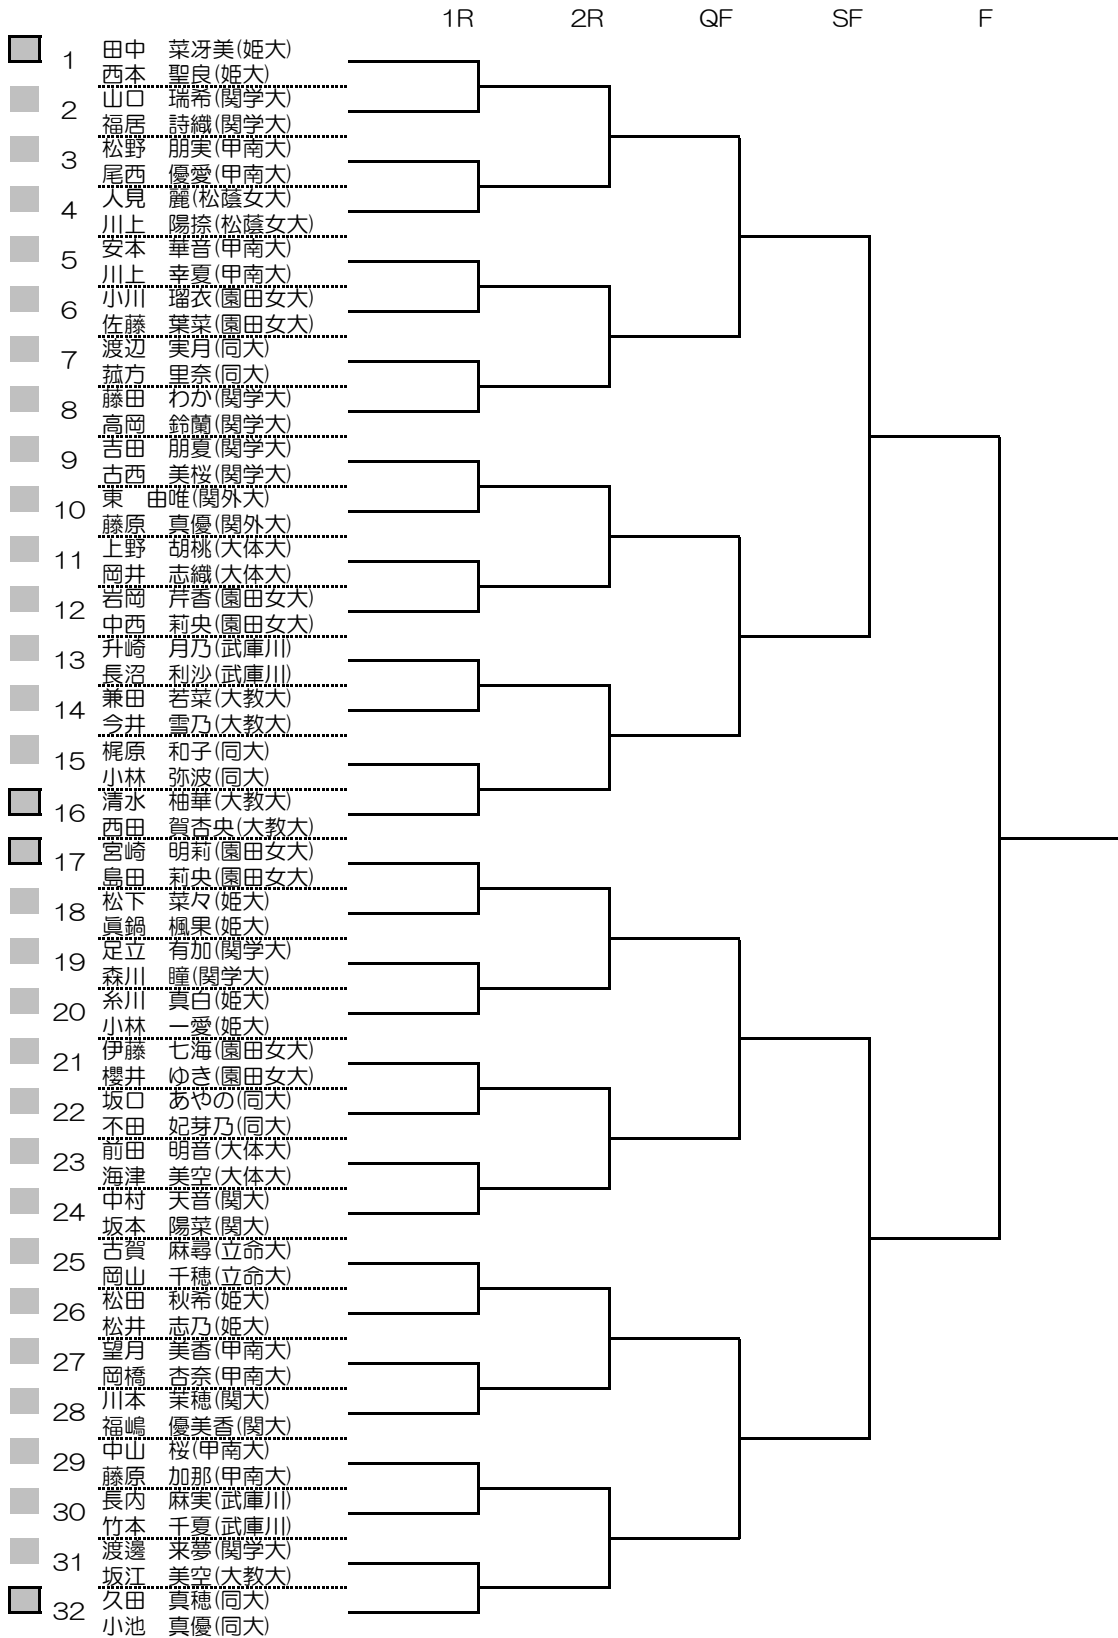 1R 2R QF SF F
1 田中 菜冴美(姫大)
西本 聖良(姫大)
2 山口 瑞希(関学大)
福居 詩織(関学大)
3 松野 朋実(甲南大)
尾西 優愛(甲南大)
4 人見 麗(松蔭女大)
川上 陽捺(松蔭女大)
5 安本 華音(甲南大)
川上 幸夏(甲南大)
6 小川 瑠衣(園田女大)
佐藤 葉菜(園田女大)
7 渡辺 実月(同大)
菰方 里奈(同大)
8 藤田 わか(関学大)
高岡 鈴蘭(関学大)
9 吉田 朋夏(関学大)
古西 美桜(関学大)
10 東 由唯(関外大)
藤原 真優(関外大)
11 上野 胡桃(大体大)
岡井 志織(大体大)
12 岩岡 芹香(園田女大)
中西 莉央(園田女大)
13 升崎 月乃(武庫川)
長沼 利沙(武庫川)
14 兼田 若菜(大教大)
今井 雪乃(大教大)
15 梶原 和子(同大)
小林 弥波(同大)
16 清水 柚華(大教大)
西田 賀杏央(大教大)
17 宮崎 明莉(園田女大)
島田 莉央(園田女大)
18 松下 菜々(姫大)
眞鍋 楓果(姫大)
19 足立 有加(関学大)
森川 瞳(関学大)
20 糸川 真白(姫大)
小林 一愛(姫大)
21 伊藤 七海(園田女大)
櫻井 ゆき(園田女大)
22 坂口 あやの(同大)
不田 妃芽乃(同大)
23 前田 明音(大体大)
海津 美空(大体大)
24 中村 天音(関大)
坂本 陽菜(関大)
25 古賀 麻尋(立命大)
岡山 千穂(立命大)
26 松田 秋希(姫大)
松井 志乃(姫大)
27 望月 美香(甲南大)
岡橋 杏奈(甲南大)
28 川本 茉穂(関大)
福嶋 優美香(関大)
29 中山 桜(甲南大)
藤原 加那(甲南大)
30 長内 麻実(武庫川)
竹本 千夏(武庫川)
31 渡邊 来夢(関学大)
坂江 美空(大教大)
32 久田 真穂(同大)
小池 真優(同大)